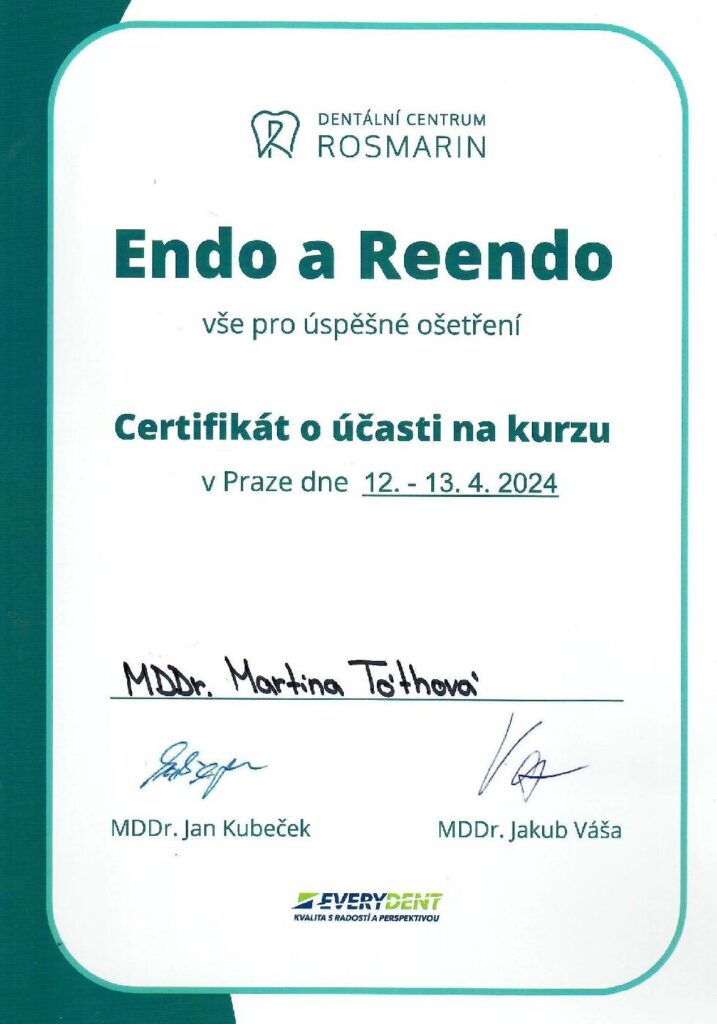 DENTÁLNÍ CENTRUM
ROSMARIN
Endo a Reendo
vše pro úspěšné ošetření
Certifikát o účasti na kurzu
v Praze dne 12. - 13. 4. 2024
MDDr. Martina Tóthová
MDDr. Jan Kubeček
MDDr. Jakub Váša
EVERYDENT
KVALITA S RADOSTÍ A PERSPEKTIVOU